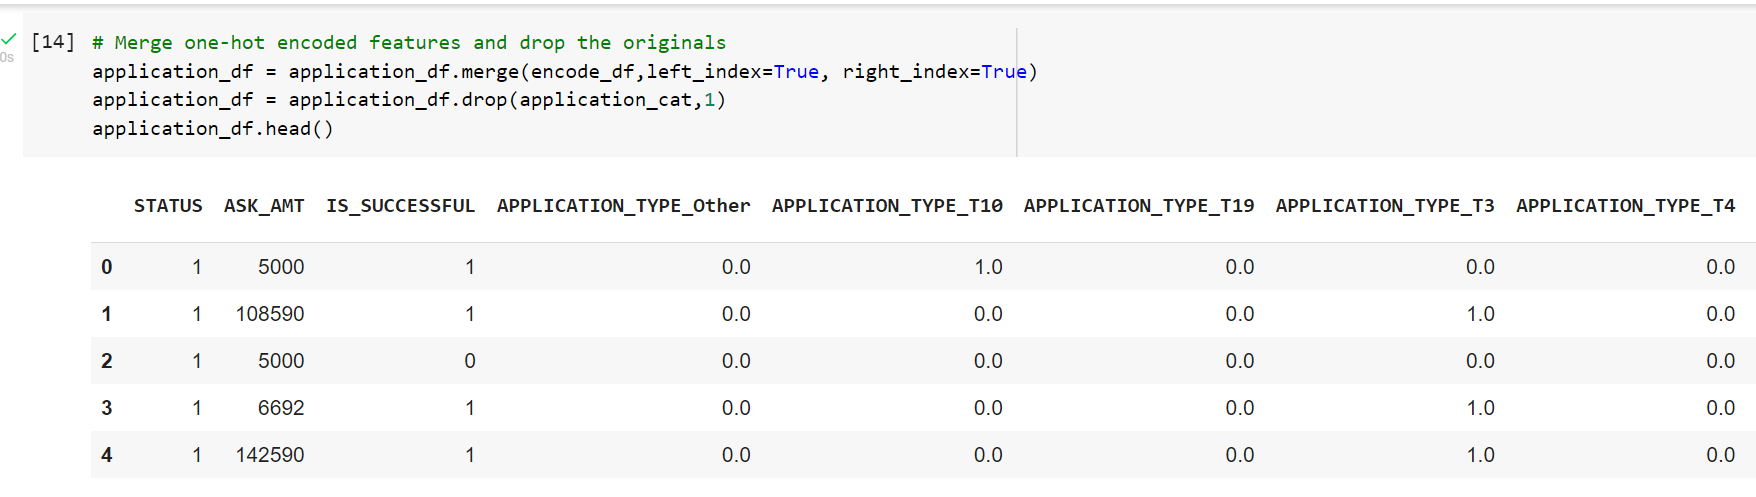 [14] # Merge one-hot encoded features and drop the originals
0s
application_df = application_df.merge(encode_df,left_index=True, right_index=True)
application_df = application_df.drop(application_cat,1)
application_df.head()
STATUS ASK_AMT IS_SUCCESSFUL APPLICATION_TYPE_Other APPLICATION_TYPE_T10 APPLICATION_TYPE_T19 APPLICATION_TYPE_T3 APPLICATION_TYPE_T4
0 1 5000 1 0.0 1.0 0.0 0.0 0.0
1 1 108590 1 0.0 0.0 0.0 1.0 0.0
2 1 5000 0 0.0 0.0 0.0 0.0 0.0
3 1 6692 1 0.0 0.0 0.0 1.0 0.0
4 1 142590 1 0.0 0.0 0.0 1.0 0.0